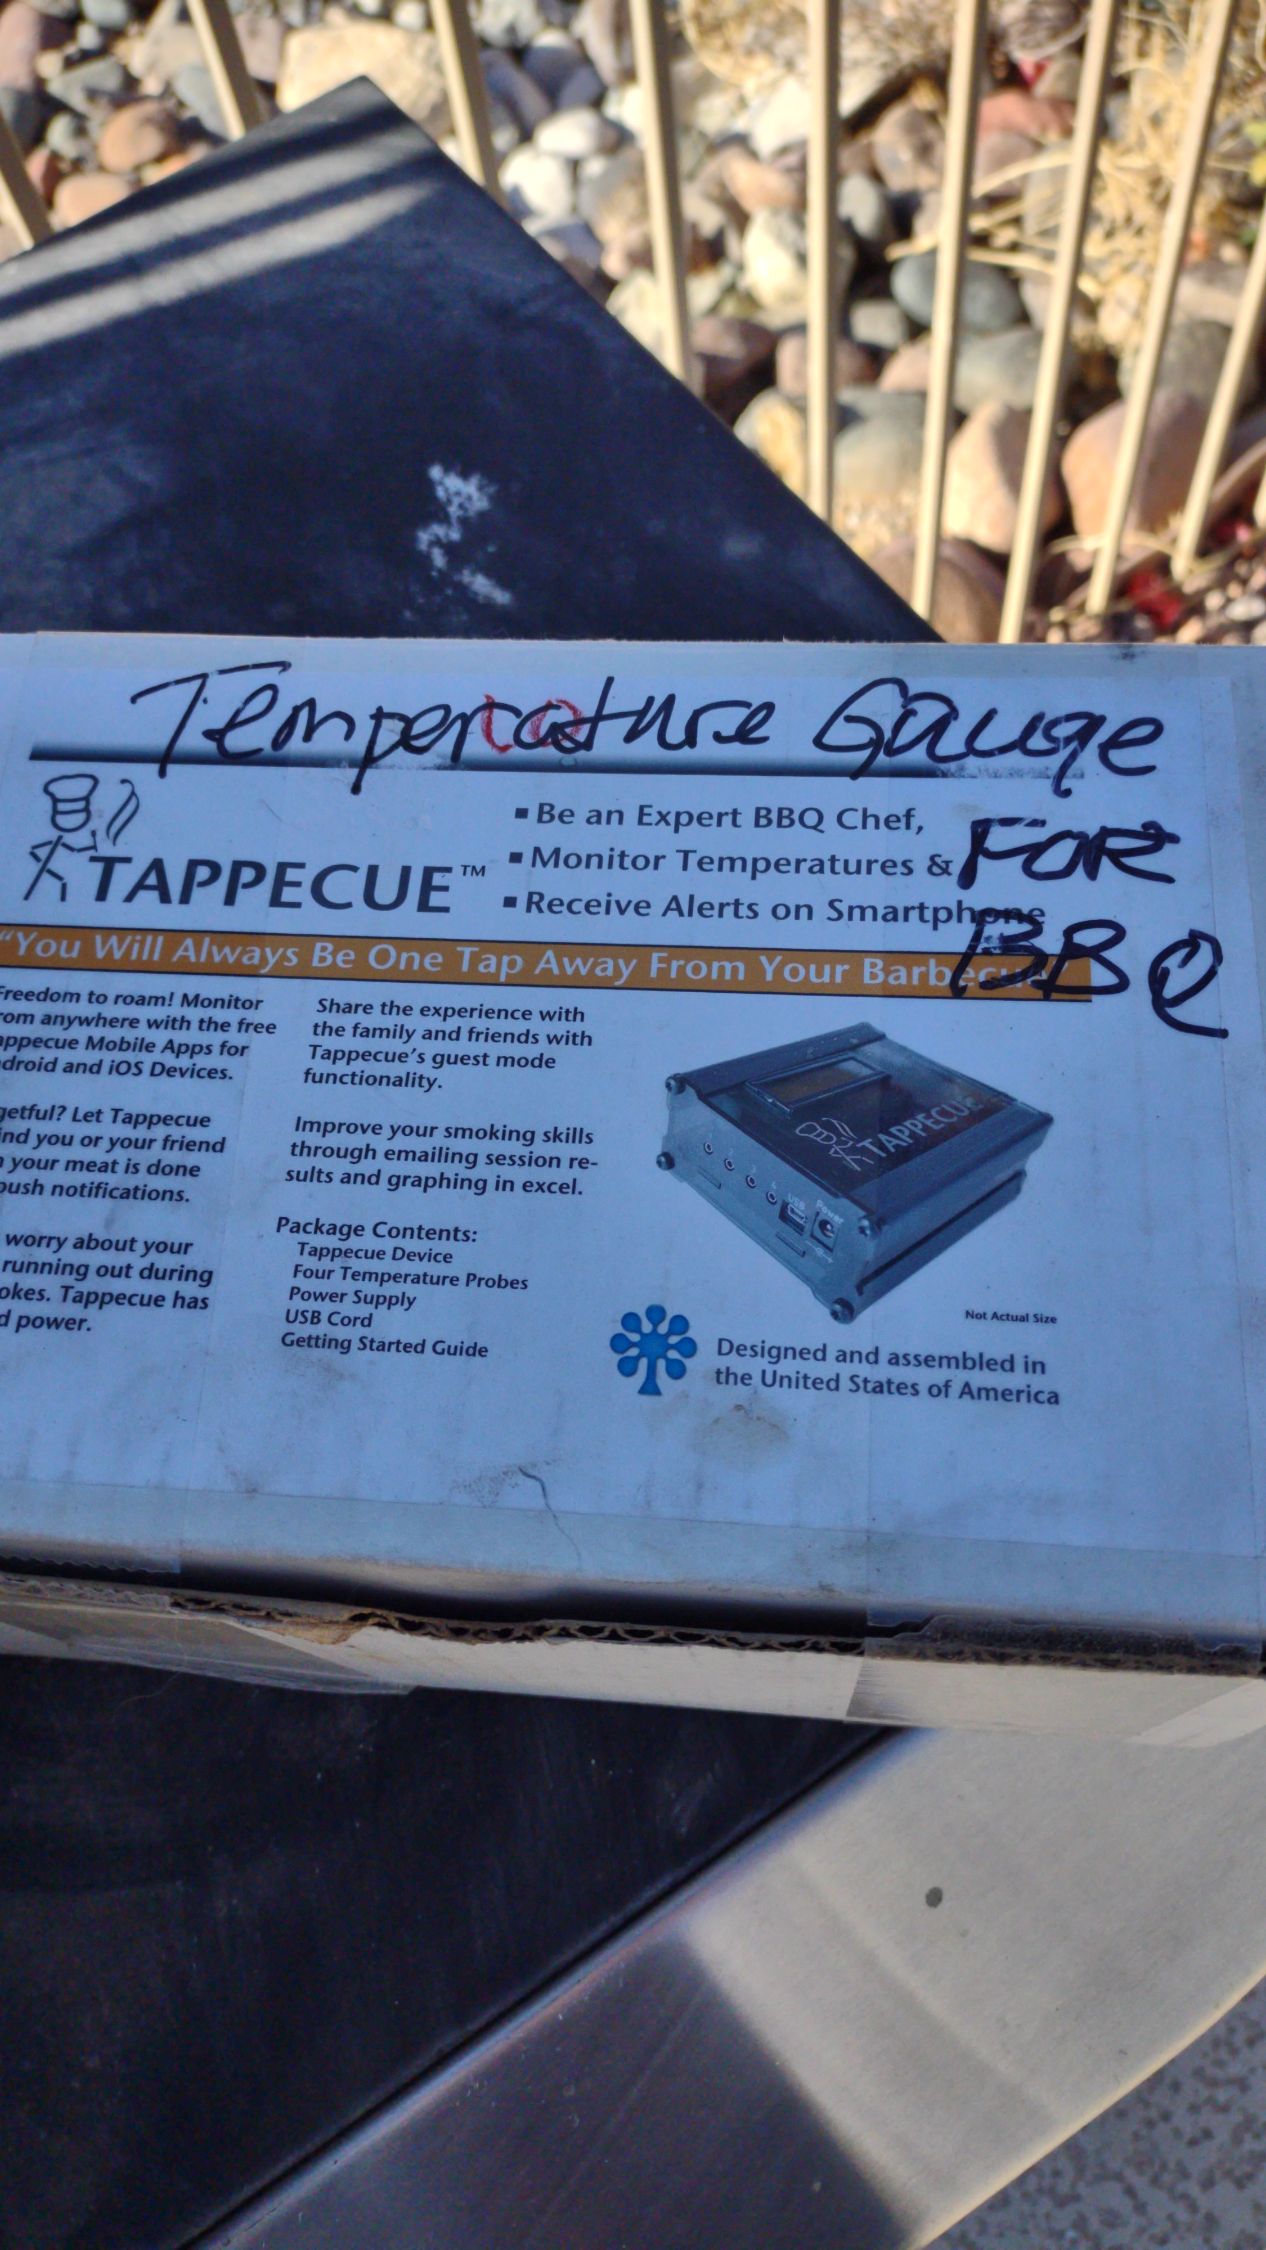 Temperature Gauge
FOR
BBQ
TAPPECUE™
▪ Be an Expert BBQ Chef,
▪ Monitor Temperatures &
▪ Receive Alerts on Smartphone
"You Will Always Be One Tap Away From Your Barbecue"
Freedom to roam! Monitor
rom anywhere with the free
appecue Mobile Apps for
droid and iOS Devices.
getful? Let Tappecue
ind you or your friend
your meat is done
push notifications.
worry about your
running out during
okes. Tappecue has
d power.
Share the experience with
the family and friends with
Tappecue's guest mode
functionality.
Improve your smoking skills
through emailing session re-
sults and graphing in excel.
Package Contents:
Tappecue Device
Four Temperature Probes
Power Supply
USB Cord
Getting Started Guide
TAPPECUE
USB
Power
Not Actual Size
Designed and assembled in
the United States of America